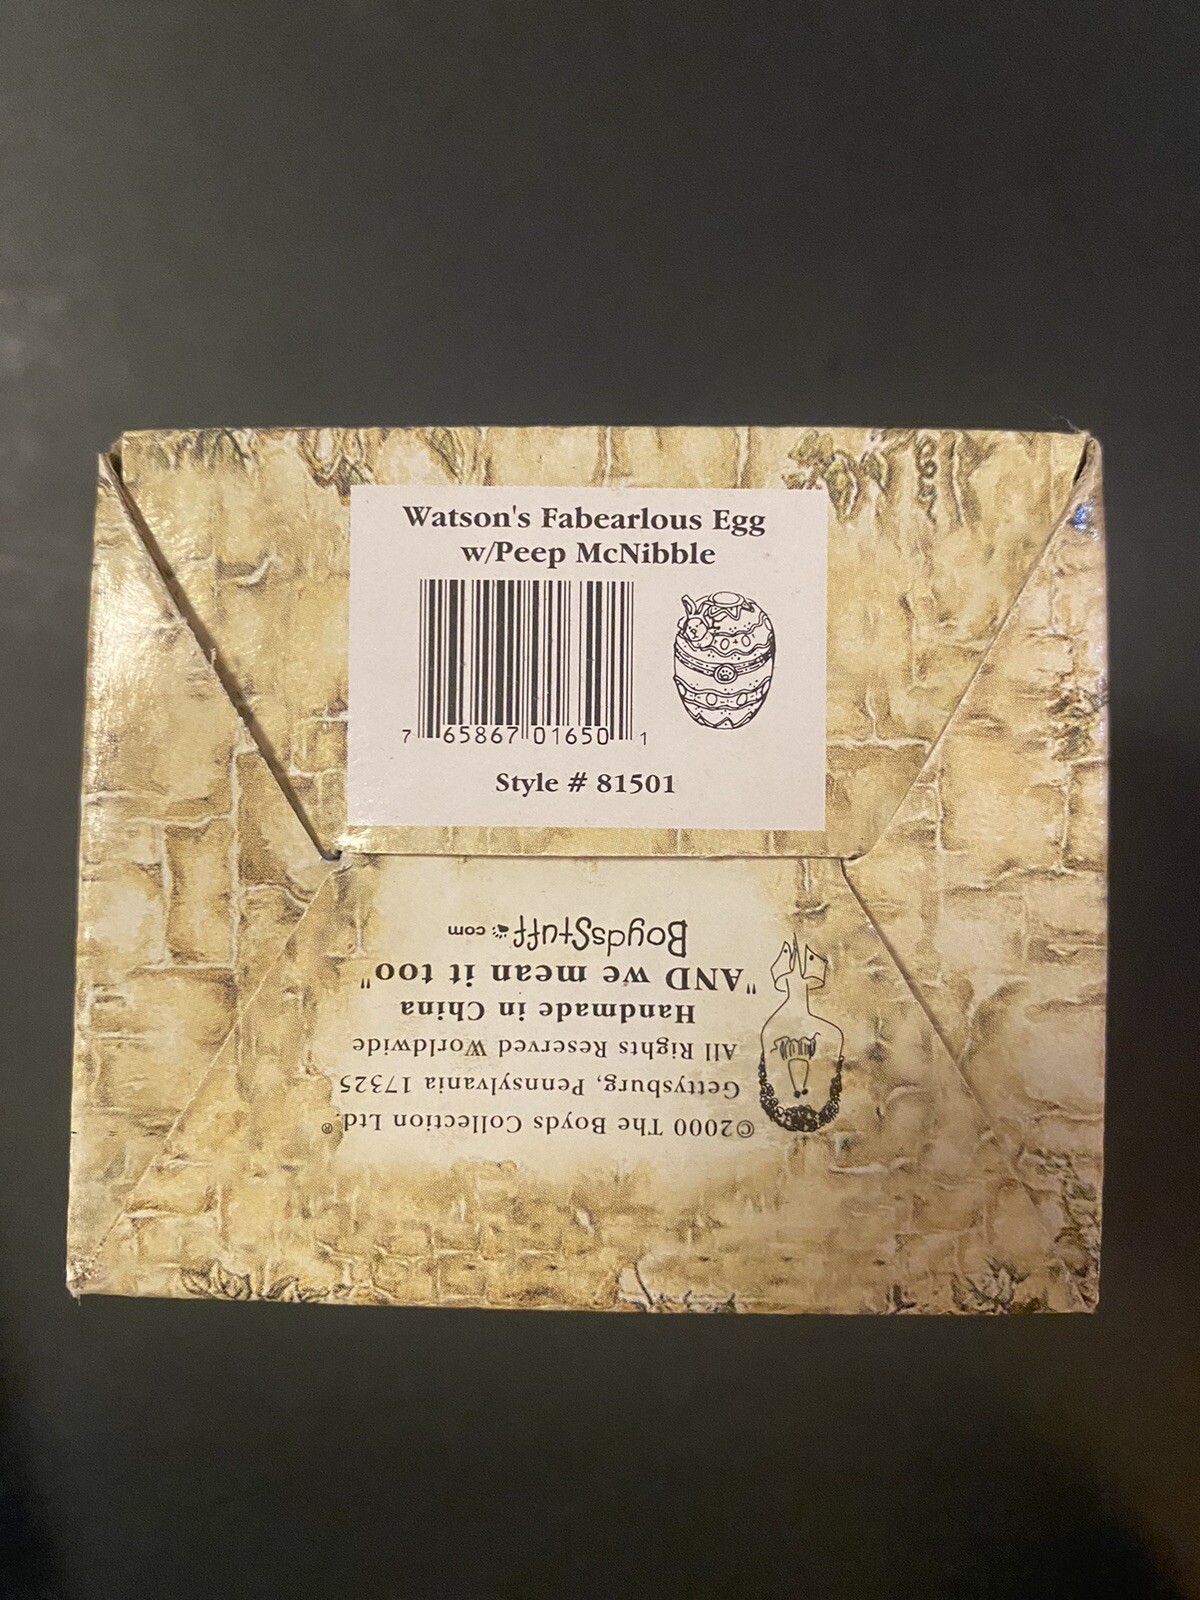 Watson's Fabearlous Egg
w/Peep McNibble
7 65867 01650 1
Style # 81501
©2000 The Boyds Collection Ltd.®
Gettysburg, Pennsylvania 17325
All Rights Reserved Worldwide
Handmade in China
"AND we mean it too"
BoydsStuff.com